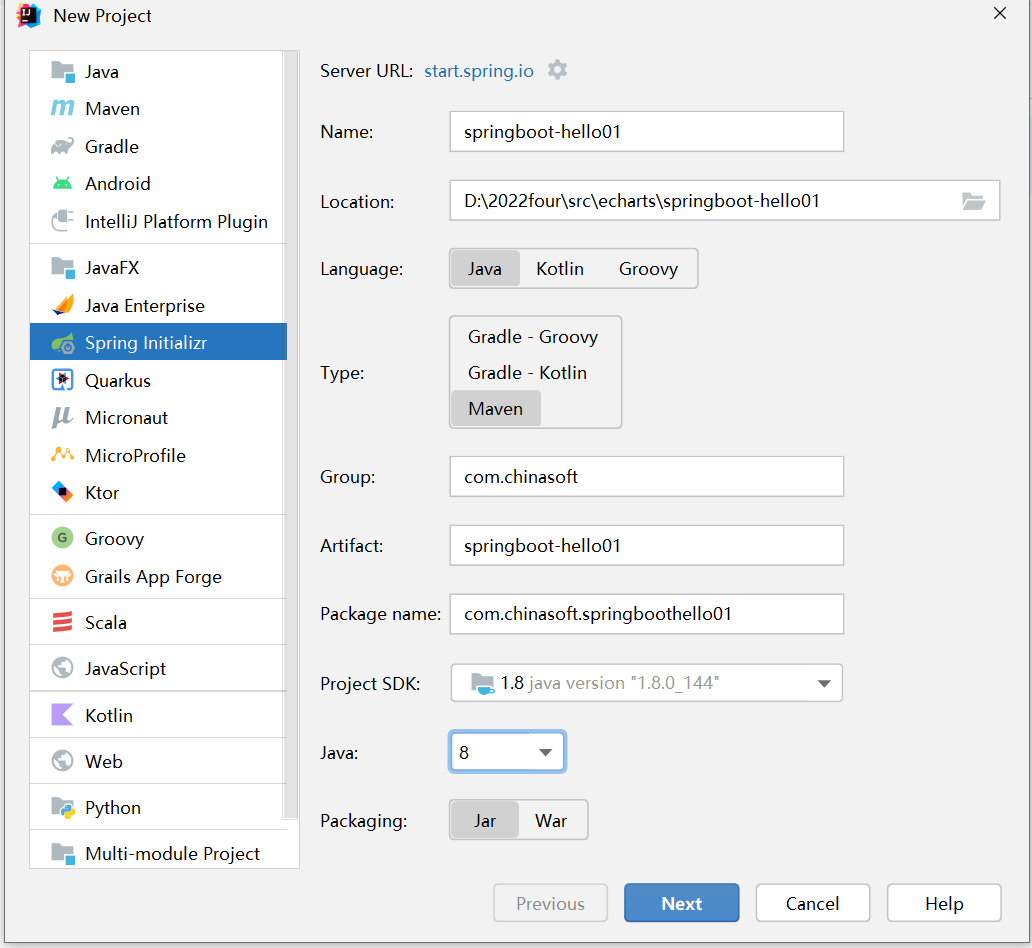 New Project
Java
Maven
Gradle
Android
IntelliJ Platform Plugin
JavaFX
Java Enterprise
Spring Initializr
Quarkus
Micronaut
MicroProfile
Ktor
Groovy
Grails App Forge
Scala
JavaScript
Kotlin
Web
Python
Multi-module Project
Server URL: start.spring.io
Name: springboot-hello01
Location: D:\2022four\src\echarts\springboot-hello01
Language: Java Kotlin Groovy
Type: Gradle - Groovy
Gradle - Kotlin
Maven
Group: com.chinasoft
Artifact: springboot-hello01
Package name: com.chinasoft.springboothello01
Project SDK: 1.8 java version "1.8.0_144"
Java: 8
Packaging: Jar War
Previous Next Cancel Help